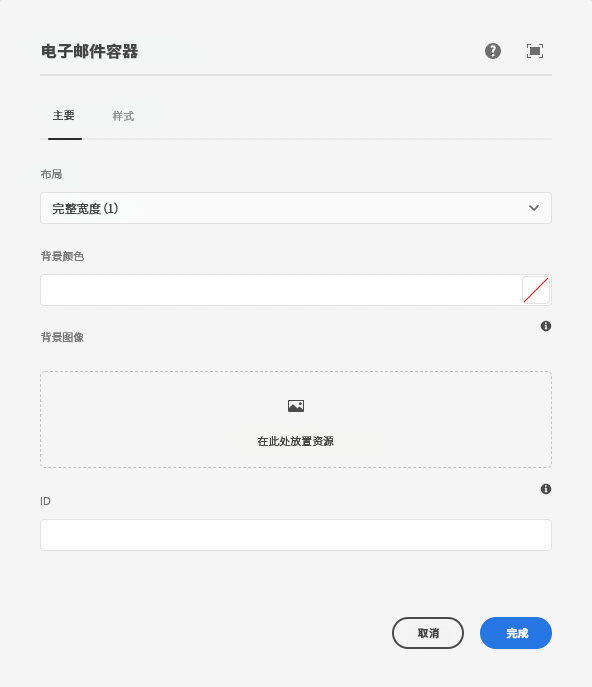 电子邮件容器
主要
样式
布局
完整宽度 (1)
背景颜色
背景图像
在此处放置资源
ID
取消
完成